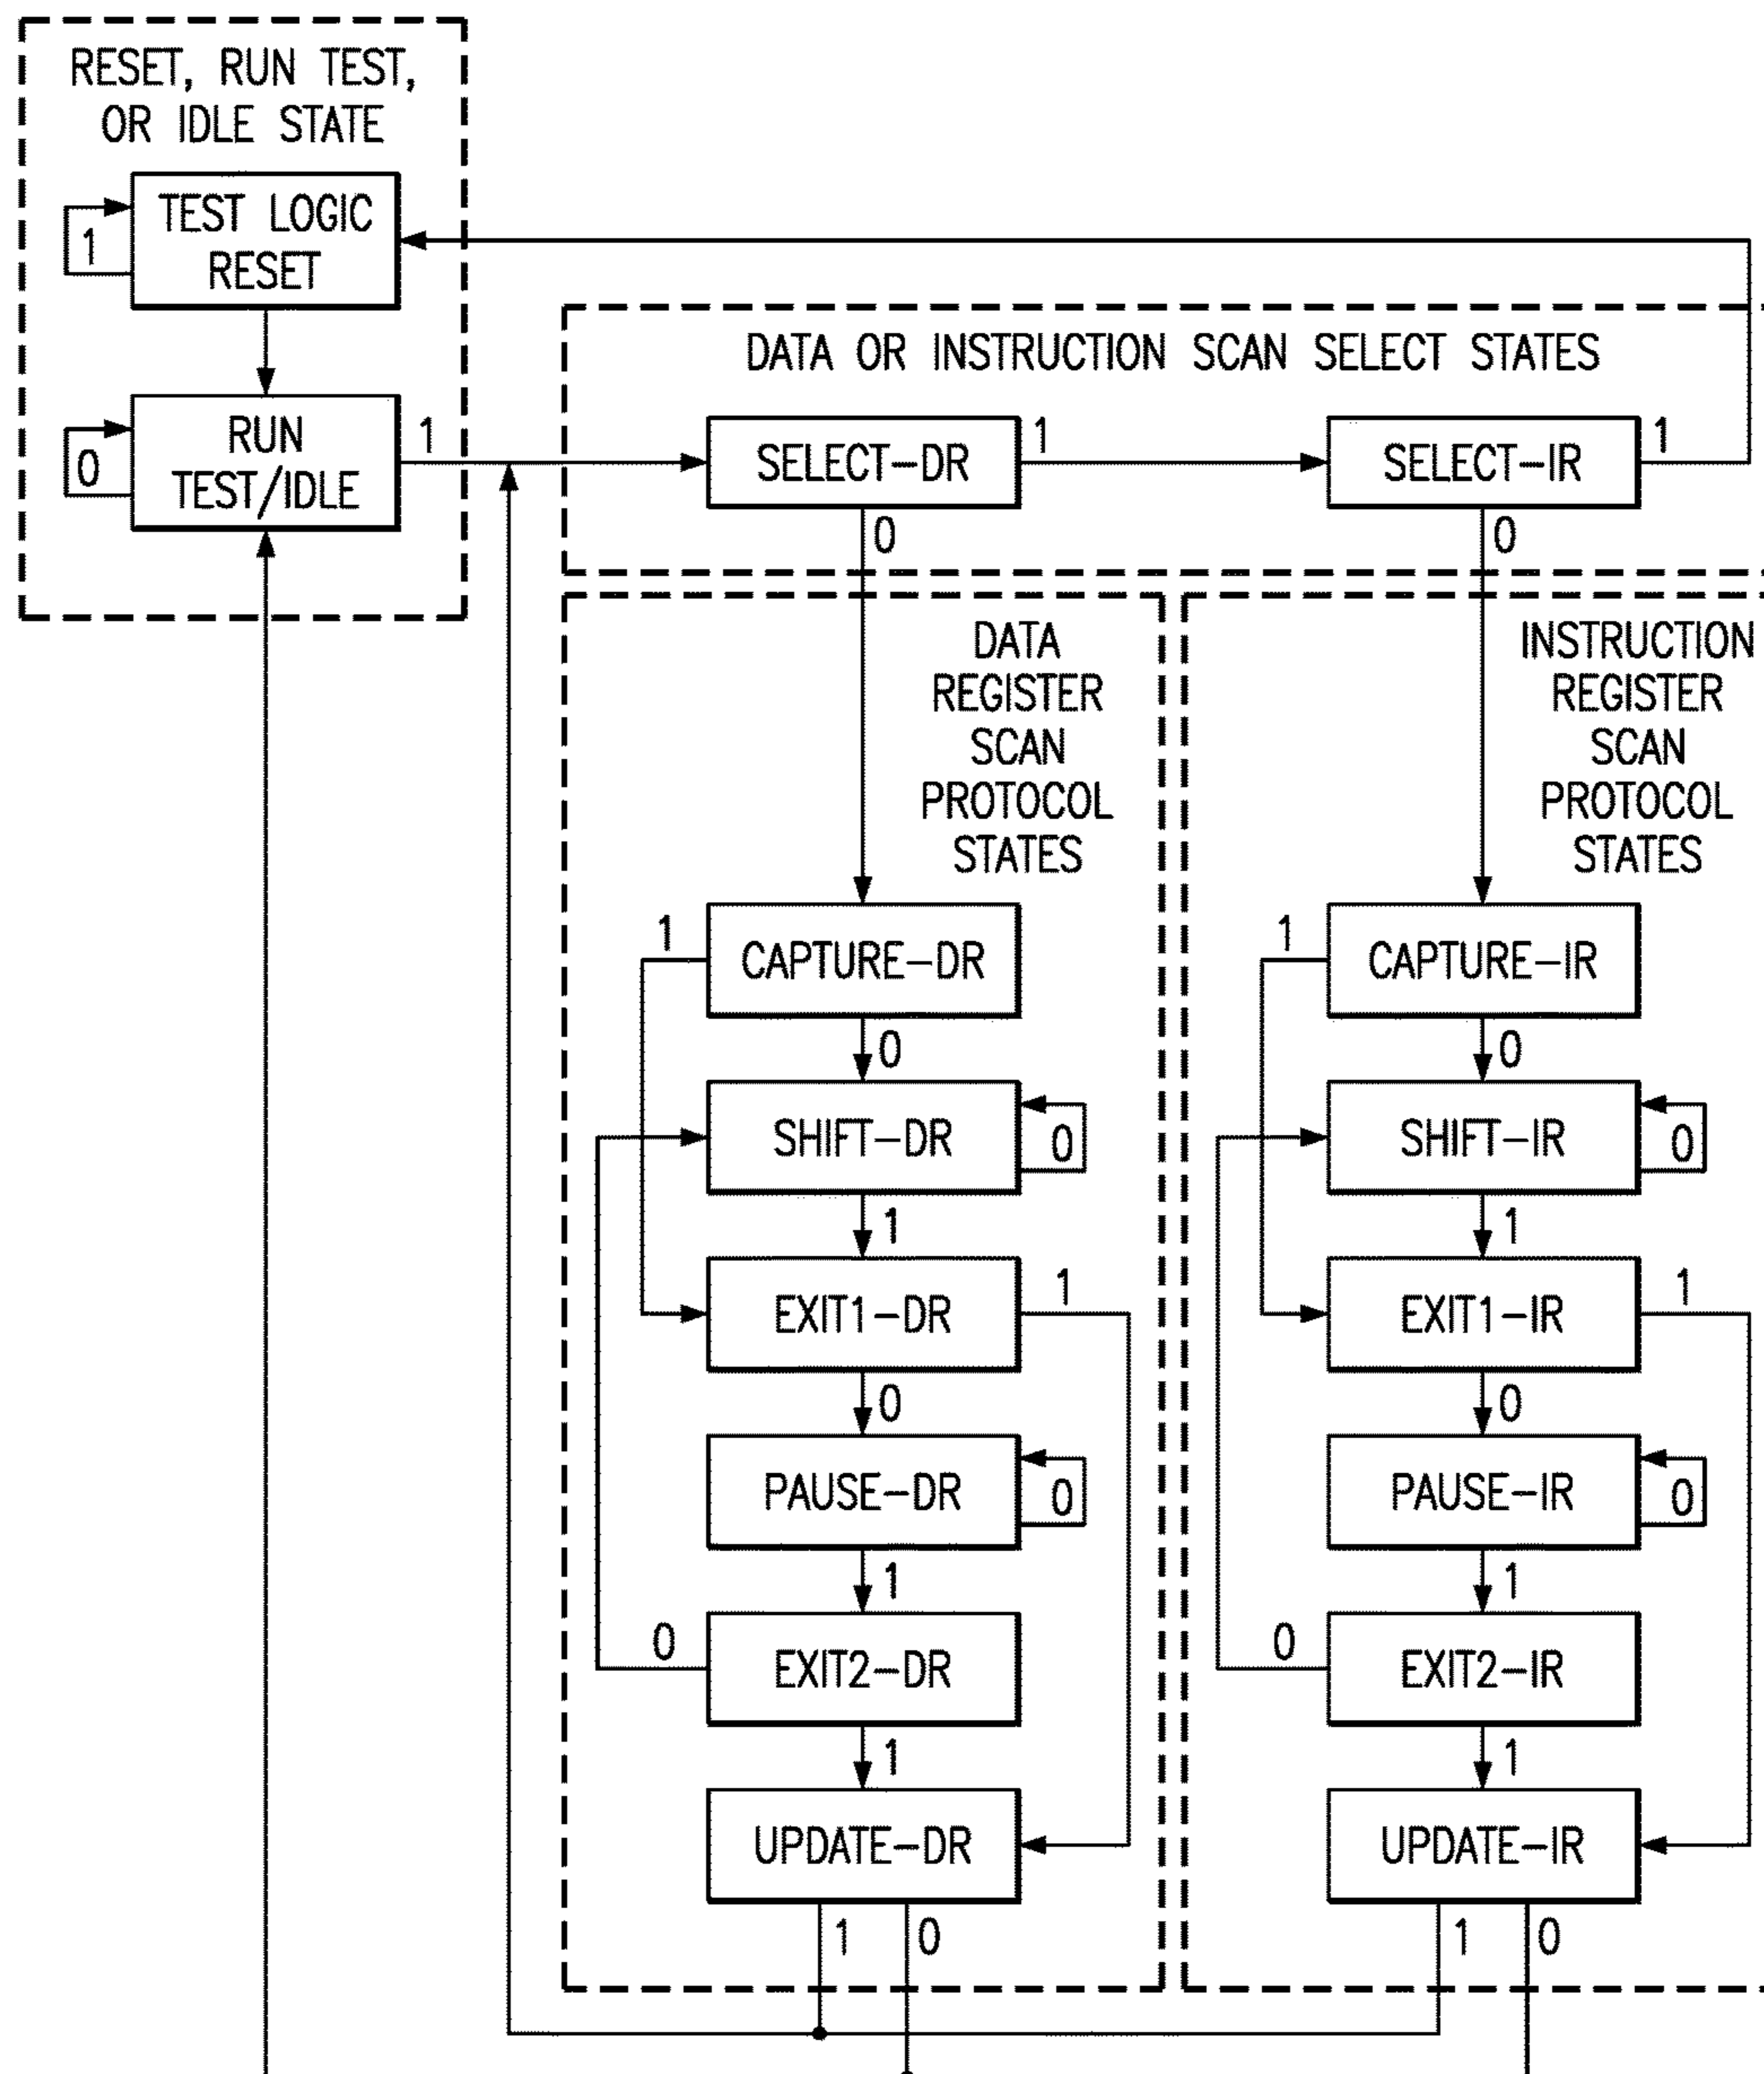 RESET, RUN TEST,
OR IDLE STATE
TEST LOGIC
RESET
1
RUN
TEST/IDLE
0
1
DATA OR INSTRUCTION SCAN SELECT STATES
SELECT-DR
1
0
SELECT-IR
1
0
DATA
REGISTER
SCAN
PROTOCOL
STATES
1
CAPTURE-DR
0
SHIFT-DR
0
1
EXIT1-DR
1
0
PAUSE-DR
0
1
0
EXIT2-DR
1
UPDATE-DR
1
0
INSTRUCTION
REGISTER
SCAN
PROTOCOL
STATES
1
CAPTURE-IR
0
SHIFT-IR
0
1
EXIT1-IR
1
0
PAUSE-IR
0
1
0
EXIT2-IR
1
UPDATE-IR
1
0